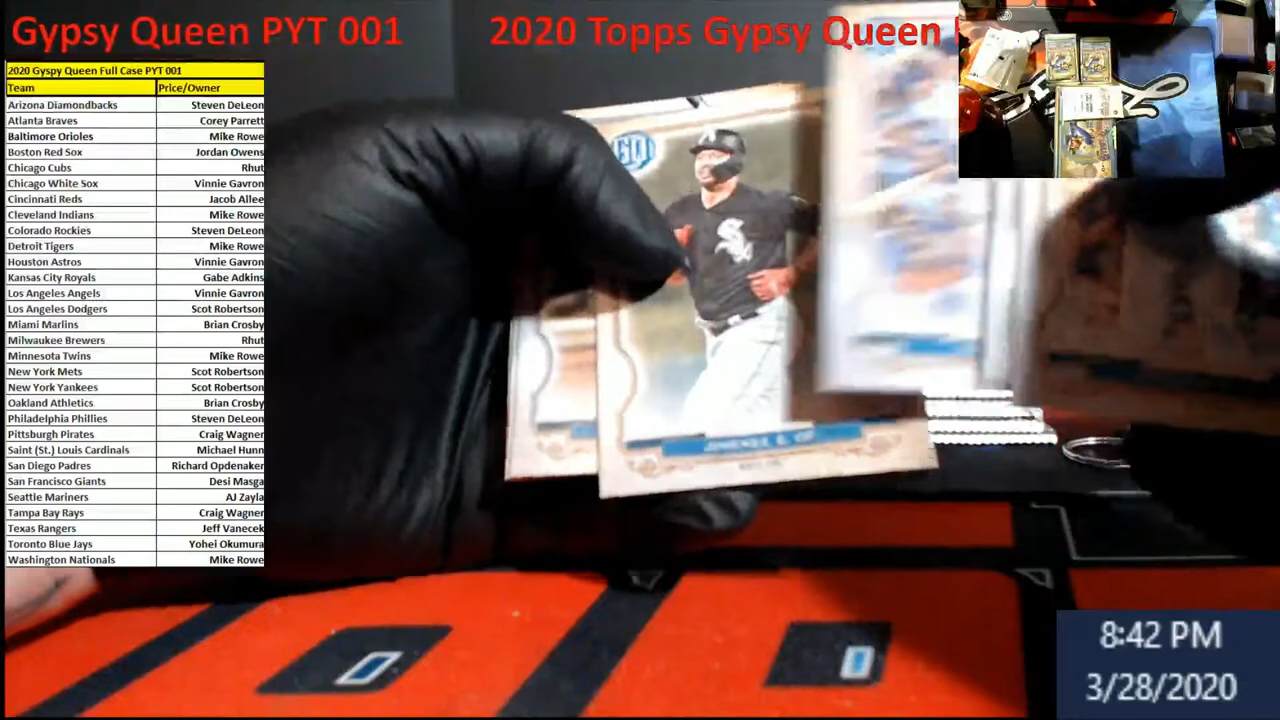 Gypsy Queen PYT 001
2020 Topps Gypsy Queen
2020 Gyspy Queen Full Case PYT 001
Team Price/Owner
Arizona Diamondbacks Steven DeLeon
Atlanta Braves Corey Parrett
Baltimore Orioles Mike Rowe
Boston Red Sox Jordan Owens
Chicago Cubs Rhut
Chicago White Sox Vinnie Gavron
Cincinnati Reds Jacob Allee
Cleveland Indians Mike Rowe
Colorado Rockies Steven DeLeon
Detroit Tigers Mike Rowe
Houston Astros Vinnie Gavron
Kansas City Royals Gabe Adkins
Los Angeles Angels Vinnie Gavron
Los Angeles Dodgers Scot Robertson
Miami Marlins Brian Crosby
Milwaukee Brewers Rhut
Minnesota Twins Mike Rowe
New York Mets Scot Robertson
New York Yankees Scot Robertson
Oakland Athletics Brian Crosby
Philadelphia Phillies Steven DeLeon
Pittsburgh Pirates Craig Wagner
Saint (St.) Louis Cardinals Michael Hunn
San Diego Padres Richard Opdenaker
San Francisco Giants Desi Masga
Seattle Mariners AJ Zayla
Tampa Bay Rays Craig Wagner
Texas Rangers Jeff Vanecek
Toronto Blue Jays Yohei Okumura
Washington Nationals Mike Rowe
GQ
Sox
8:42 PM
3/28/2020